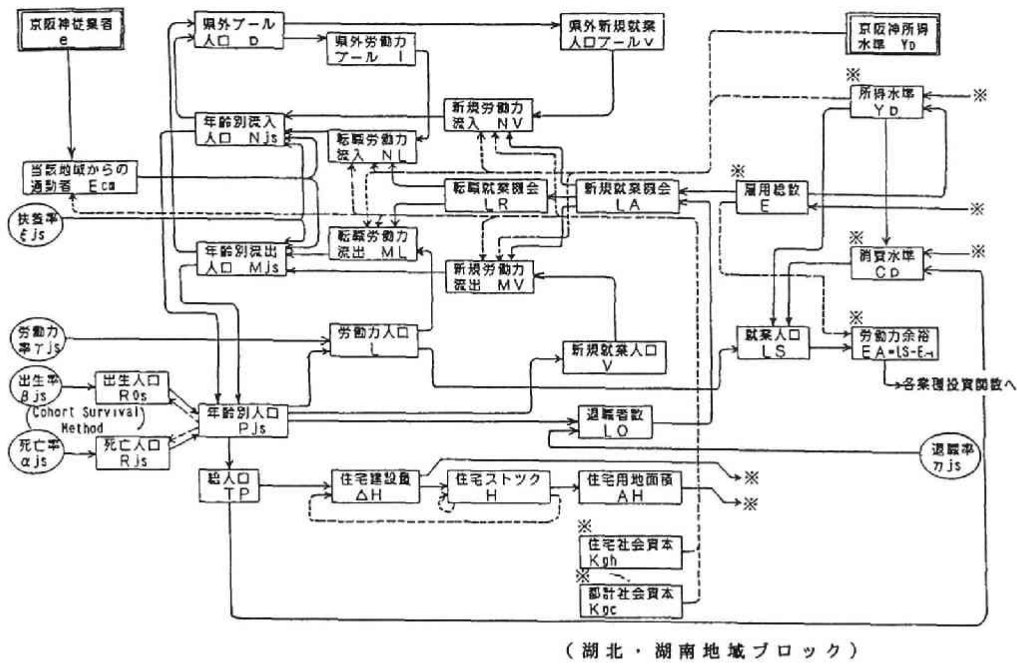 京阪神従業者
e
県外プール
人口 D
県外労働力
プール l
県外新規就業
人口プールV
京阪神所得
水準 YD
※
所得水準
YD
※
年齢別流入
人口 Njs
転職労働力
流入 NL
新規労働力
流入 NV
当該地域からの
通勤者 Ecm
転職就業機会
LR
新規就業機会
LA
※
雇用総数
E
※
扶養率
ξjs
年齢別流出
人口 Mjs
転職労働力
流出 ML
新規労働力
流出 MV
※
消費水準
CD
※
労働力
率γjs
労働力人口
L
新規就業人口
V
就業人口
LS
※
労働力余裕
EA=LS-E-1
各業種投資関数へ
出生率
βjs
出生人口
R0s
(Cohort Survival
Method)
年齢別人口
PJs
退職者数
LO
死亡率
αjs
死亡人口
Rjs
退職率
ηjs
総人口
TP
住宅建設量
ΔH
住宅ストック
H
住宅用地面積
AH
※
※
※
住宅社会資本
Kgh
※
都計社会資本
Kgc
(湖北・湖南地域ブロック)